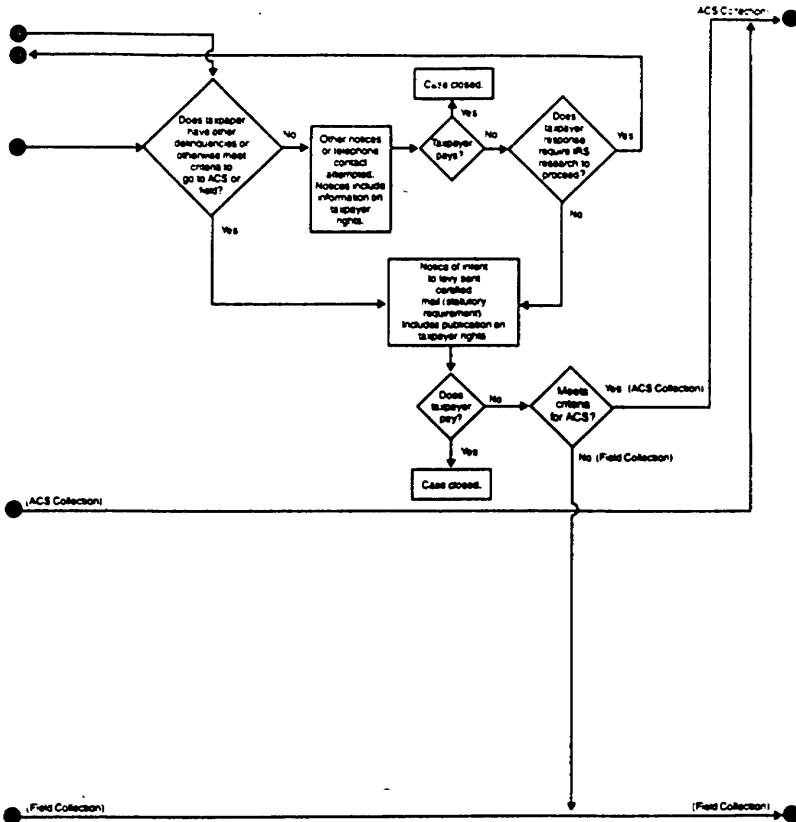 ACS Collection)
Case closed.
Yes
Does taxpaper
have other
delinquencies or
otherwise meet
criteria to
go to ACS or
field?
No
Other notices
or telephone
contact
attempted.
Notices include
information on
taxpayer
rights.
Taxpayer
pays?
No
Does
taxpayer
response
require IRS
research to
proceed?
Yes
No
Yes
Notice of intent
to levy sent
certified
mail (statutory
requirement)
Includes publication on
taxpayer rights
Does
taxpayer
pay?
No
Meets
criteria
for ACS?
Yes (ACS Collection)
Yes
No (Field Collection)
Case closed.
(ACS Collection)
(Field Collection)
(Field Collection)